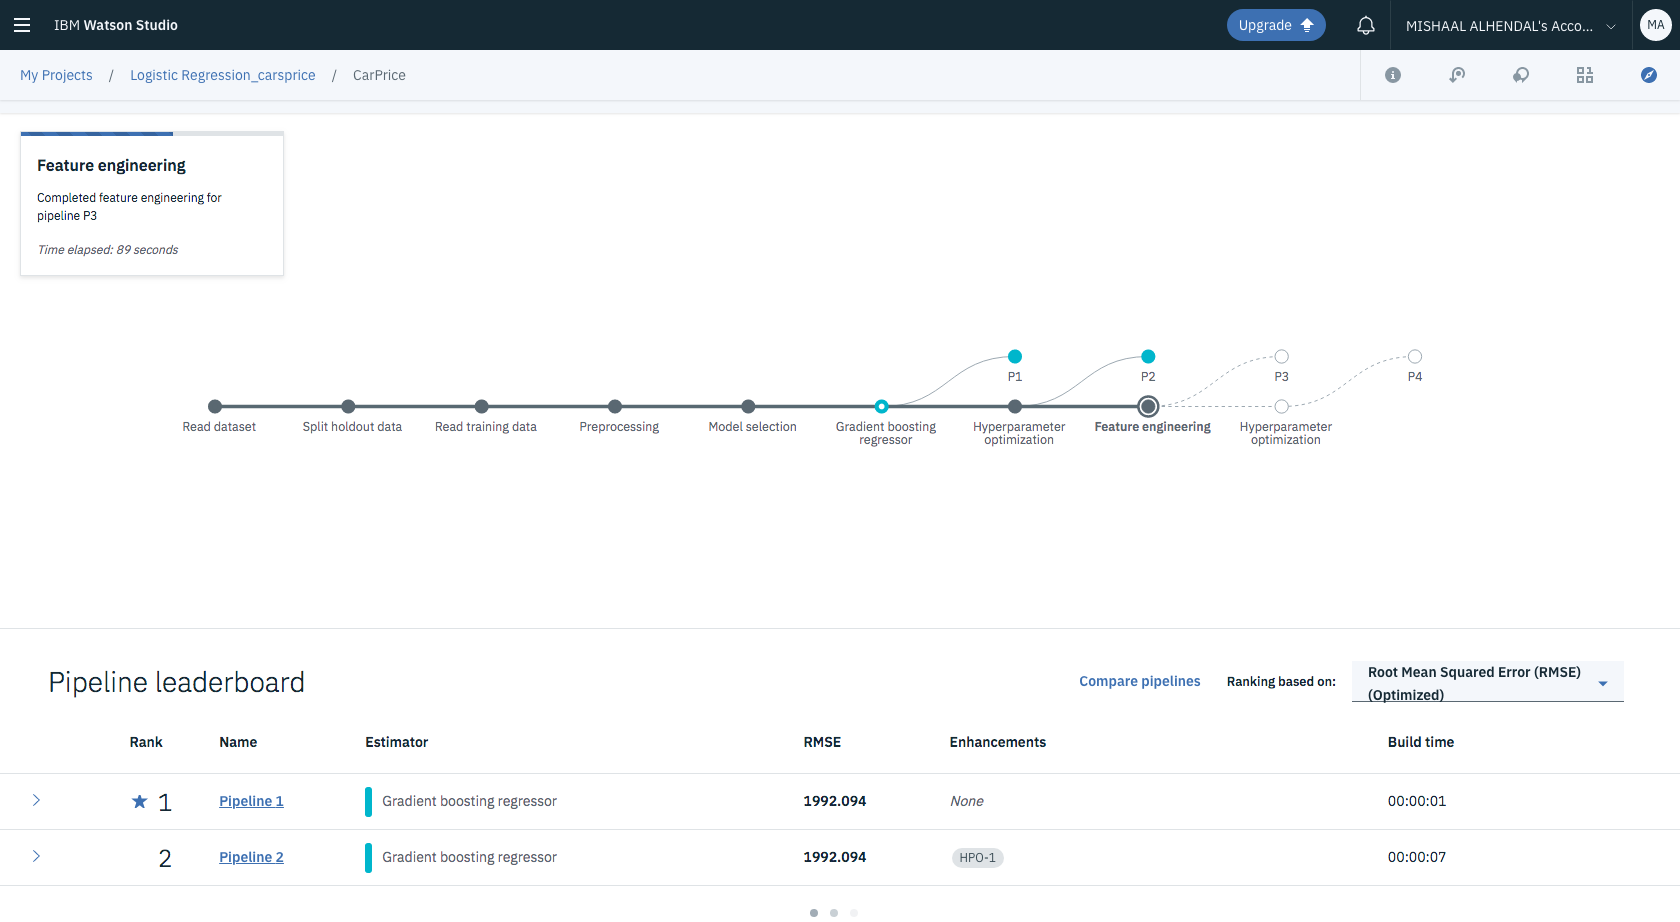 IBM Watson Studio
Upgrade
MISHAAL ALHENDAL's Acco...
MA
My Projects / Logistic Regression_carsprice / CarPrice
Feature engineering
Completed feature engineering for
pipeline P3
Time elapsed: 89 seconds
P1
P2
P3
P4
Read dataset
Split holdout data
Read training data
Preprocessing
Model selection
Gradient boosting
regressor
Hyperparameter
optimization
Feature engineering
Hyperparameter
optimization
Pipeline leaderboard
Compare pipelines
Ranking based on:
Root Mean Squared Error (RMSE)
(Optimized)
Rank Name Estimator RMSE Enhancements Build time
1 Pipeline 1 Gradient boosting regressor 1992.094 None 00:00:01
2 Pipeline 2 Gradient boosting regressor 1992.094 HPO-1 00:00:07